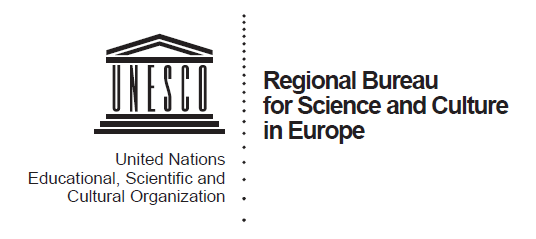 UNESCO
United Nations
Educational, Scientific and
Cultural Organization
Regional Bureau
for Science and Culture
in Europe